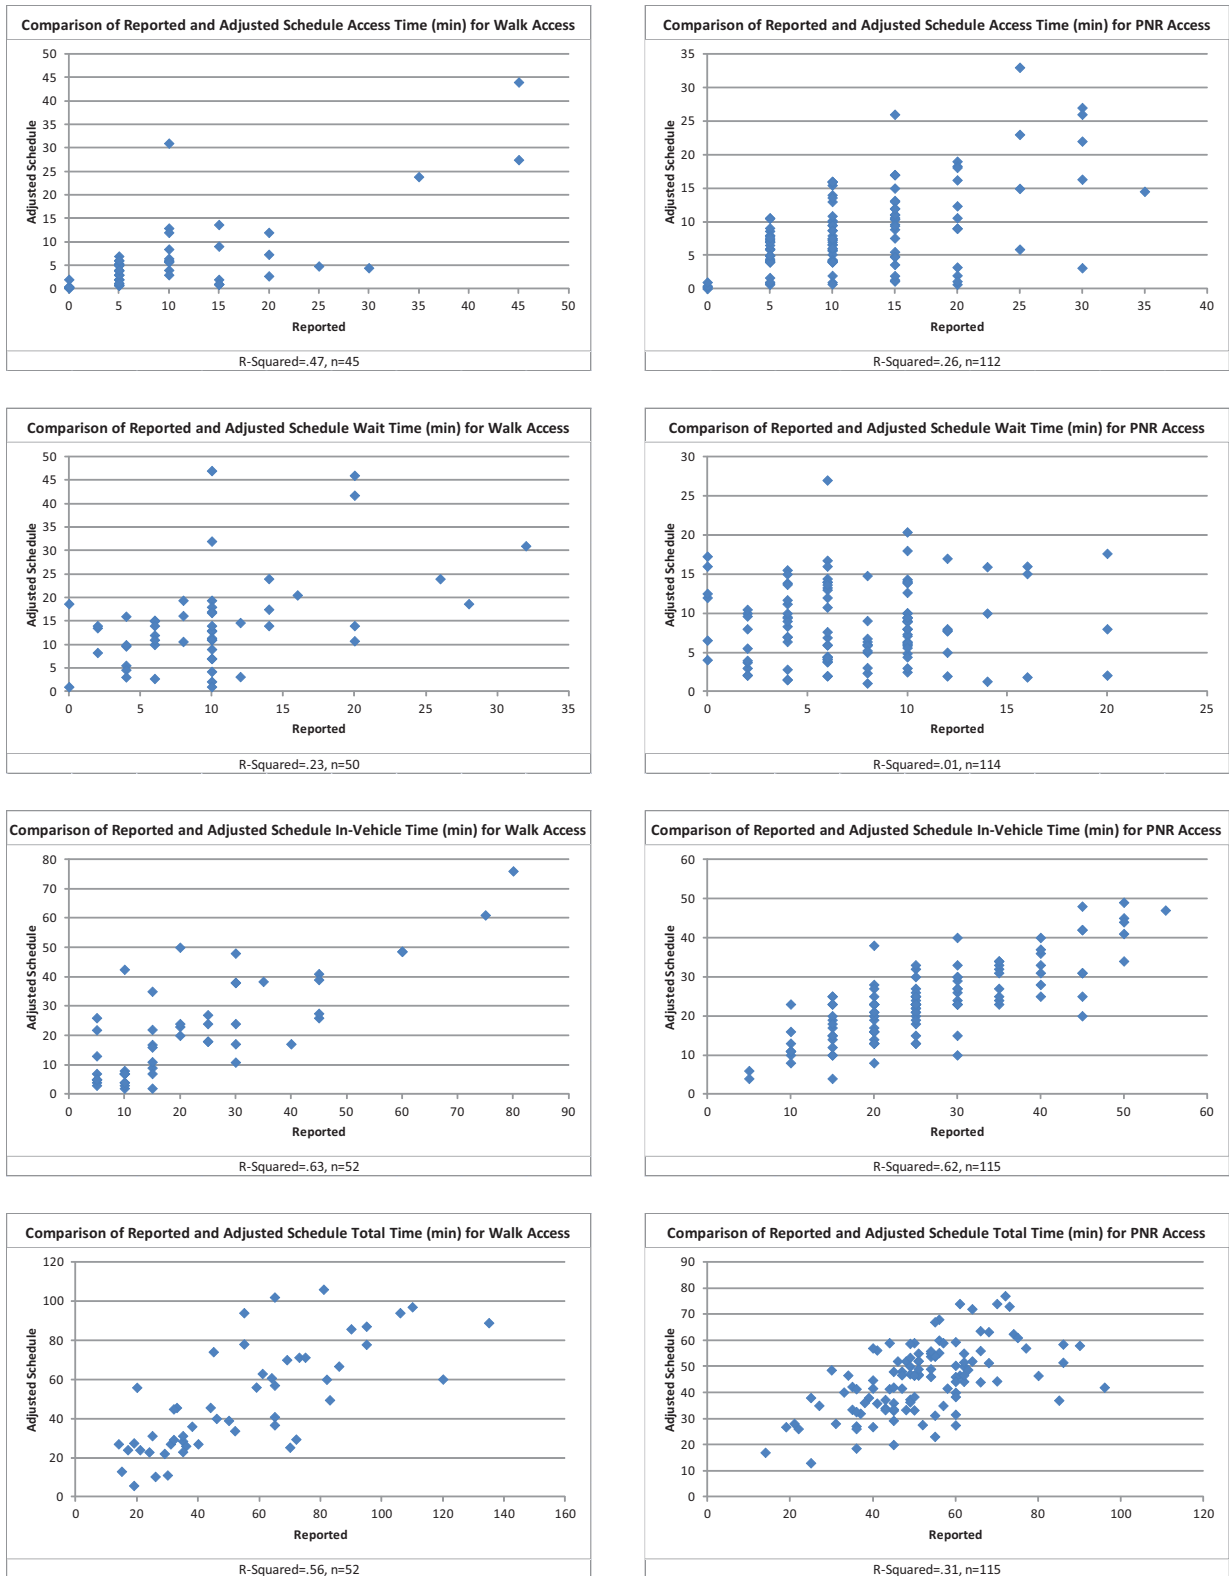 Comparison of Reported and Adjusted Schedule Access Time (min) for Walk Access
50
45
40
35
30
25
20
15
10
5
0
Adjusted Schedule
0 5 10 15 20 25 30 35 40 45 50
Reported
R-Squared=.47, n=45
Comparison of Reported and Adjusted Schedule Access Time (min) for PNR Access
35
30
25
20
15
10
5
0
Adjusted Schedule
0 5 10 15 20 25 30 35 40
Reported
R-Squared=.26, n=112
Comparison of Reported and Adjusted Schedule Wait Time (min) for Walk Access
50
45
40
35
30
25
20
15
10
5
0
Adjusted Schedule
0 5 10 15 20 25 30 35
Reported
R-Squared=.23, n=50
Comparison of Reported and Adjusted Schedule Wait Time (min) for PNR Access
30
25
20
15
10
5
0
Adjusted Schedule
0 5 10 15 20 25
Reported
R-Squared=.01, n=114
Comparison of Reported and Adjusted Schedule In-Vehicle Time (min) for Walk Access
80
70
60
50
40
30
20
10
0
Adjusted Schedule
0 10 20 30 40 50 60 70 80 90
Reported
R-Squared=.63, n=52
Comparison of Reported and Adjusted Schedule In-Vehicle Time (min) for PNR Access
60
50
40
30
20
10
0
Adjusted Schedule
0 10 20 30 40 50 60
Reported
R-Squared=.62, n=115
Comparison of Reported and Adjusted Schedule Total Time (min) for Walk Access
120
100
80
60
40
20
0
Adjusted Schedule
0 20 40 60 80 100 120 140 160
Reported
R-Squared=.56, n=52
Comparison of Reported and Adjusted Schedule Total Time (min) for PNR Access
90
80
70
60
50
40
30
20
10
0
Adjusted Schedule
0 20 40 60 80 100 120
Reported
R-Squared=.31, n=115